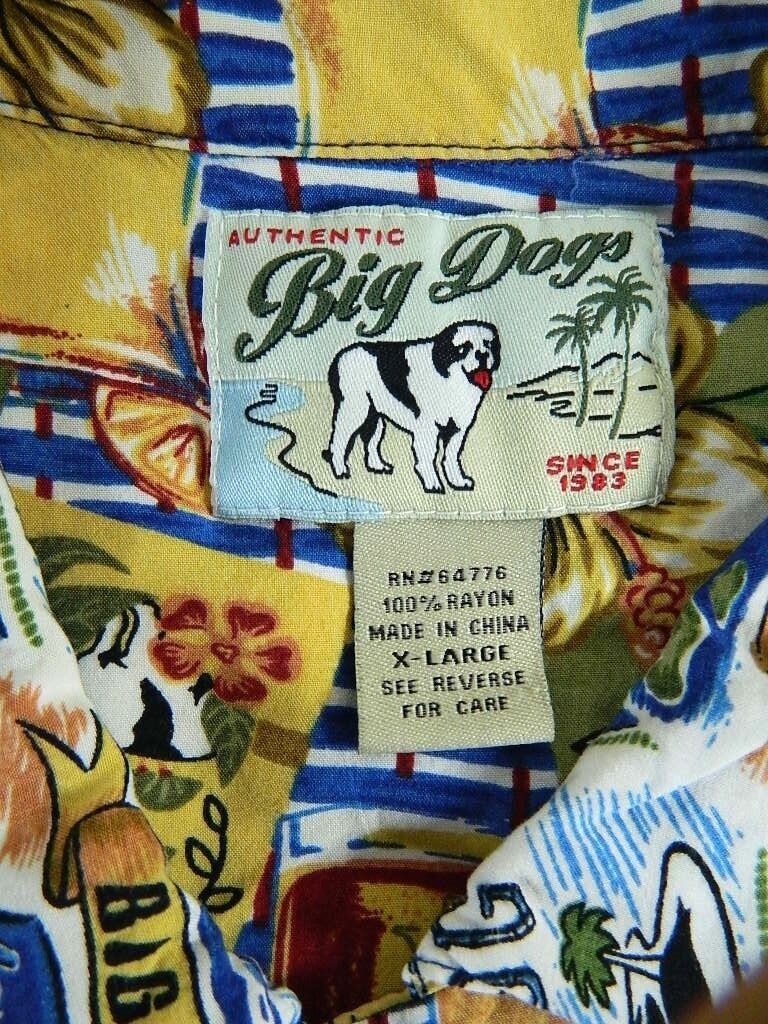 AUTHENTIC
Big Dogs
SINCE
1983
RN#64776
100% RAYON
MADE IN CHINA
X-LARGE
SEE REVERSE
FOR CARE
BIG